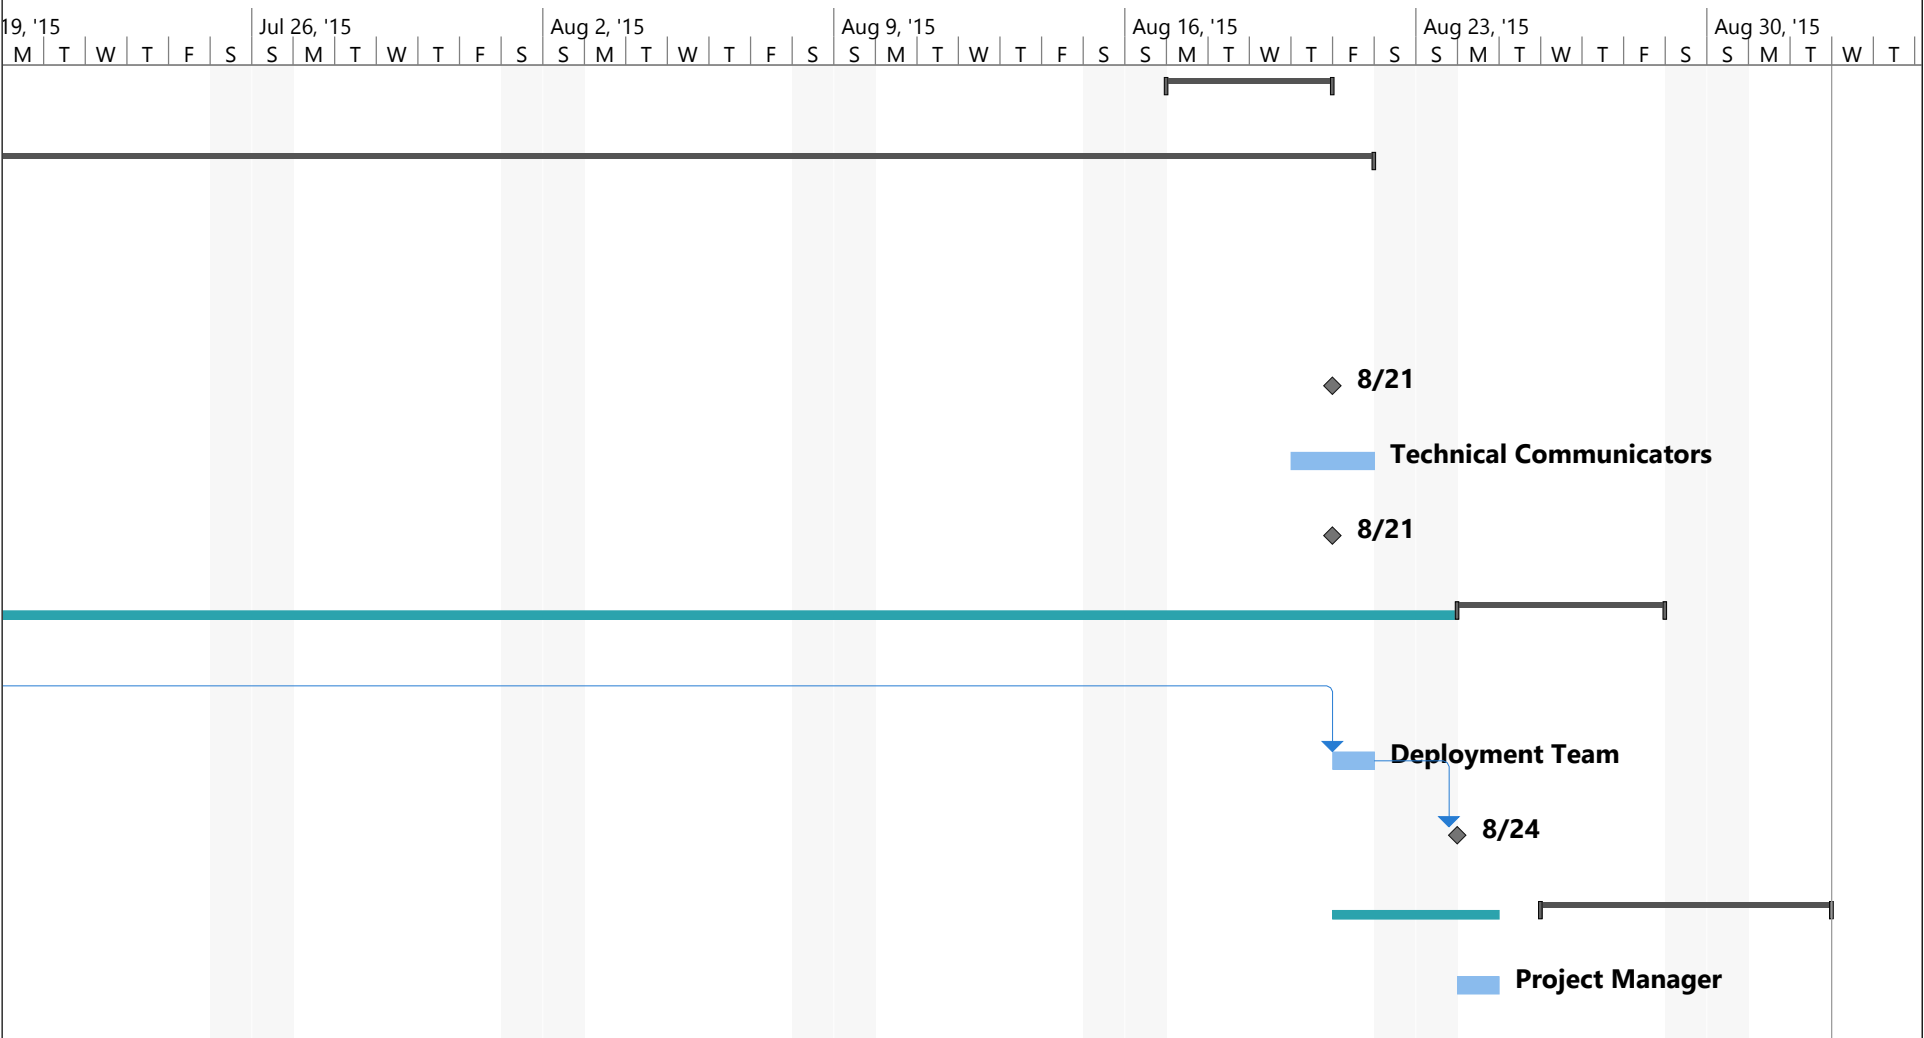 19, '15 Jul 26, '15 Aug 2, '15 Aug 9, '15 Aug 16, '15 Aug 23, '15 Aug 30, '15
M T W T F S S M T W T F S S M T W T F S S M T W T F S S M T W T F S S M T W T F S S M T W T
8/21
Technical Communicators
8/21
Deployment Team
8/24
Project Manager